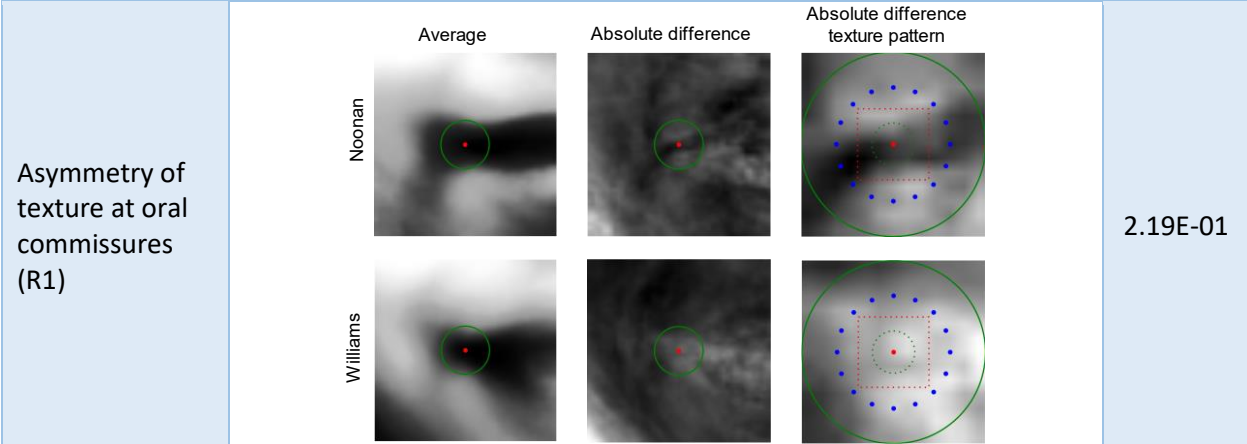 Asymmetry of
texture at oral
commissures
(R1)
Average
Absolute difference
Absolute difference
texture pattern
Noonan
Williams
2.19E-01